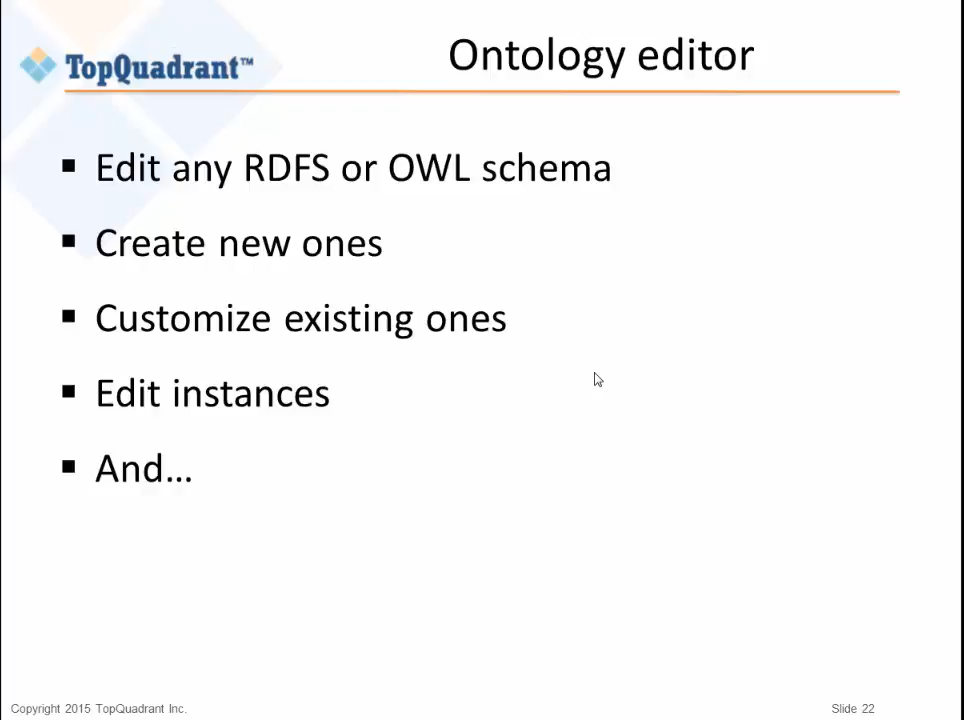 TopQuadrant™
Ontology editor
▪ Edit any RDFS or OWL schema
▪ Create new ones
▪ Customize existing ones
▪ Edit instances
▪ And...
Copyright 2015 TopQuadrant Inc.
Slide 22